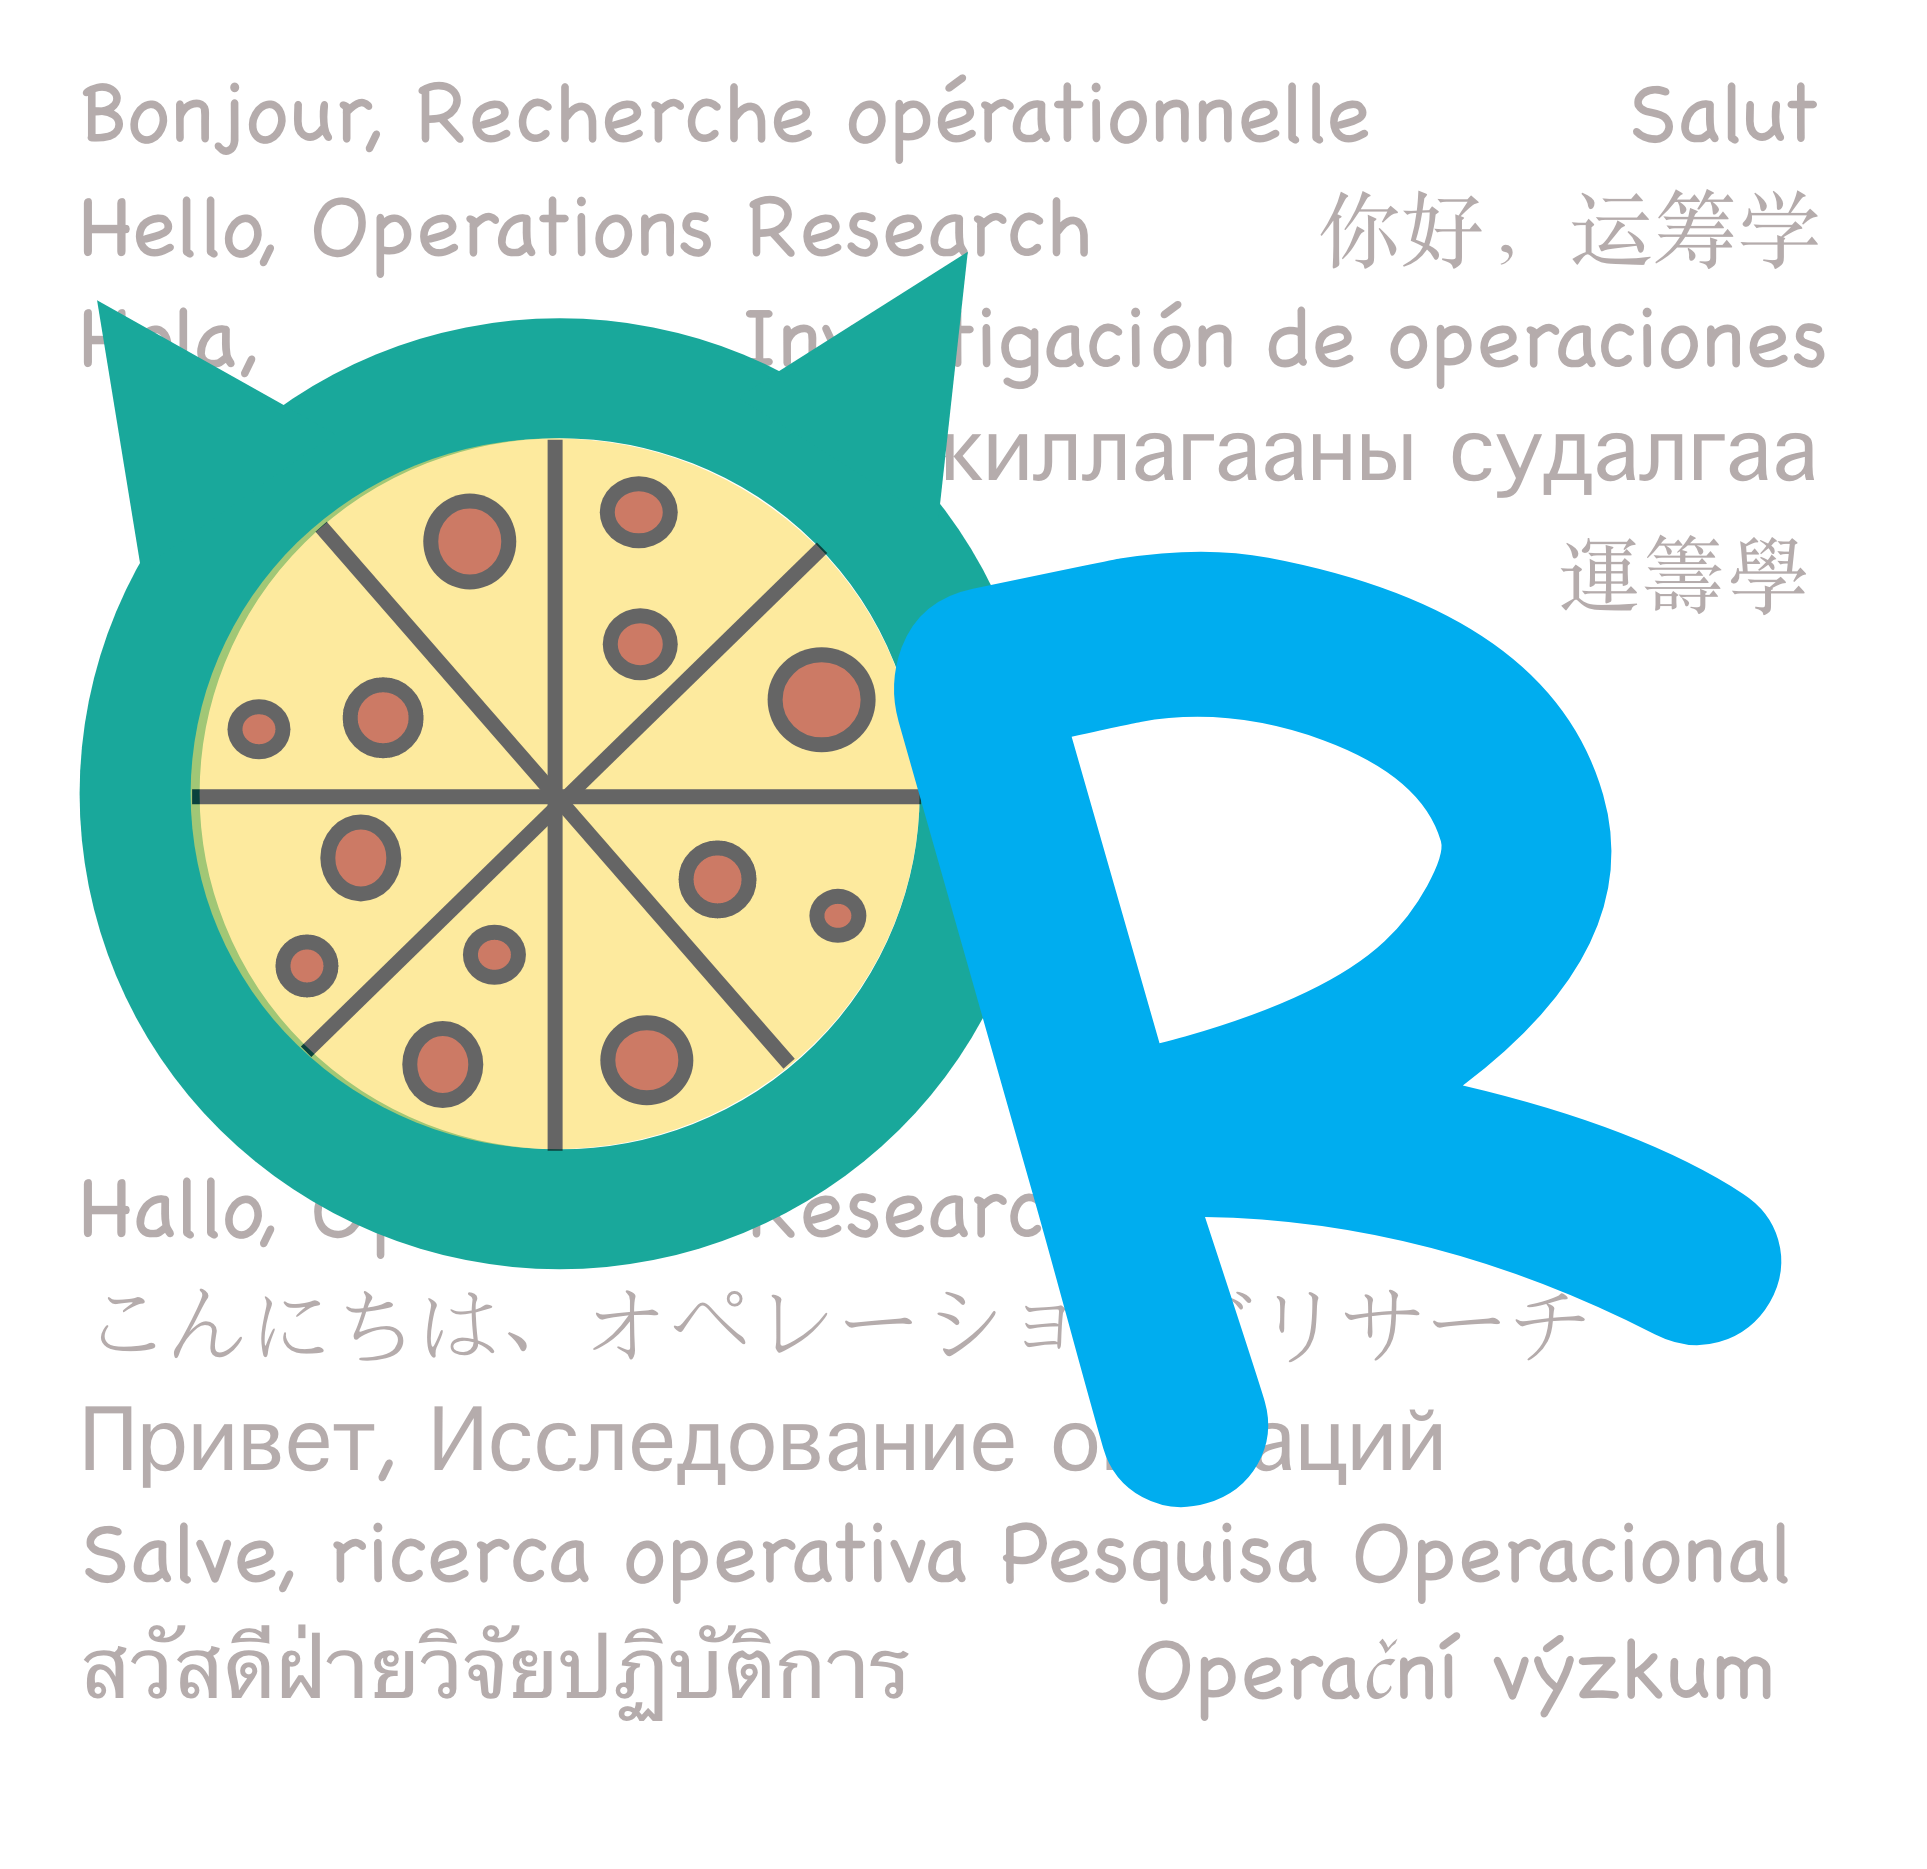 Bonjour, Recherche opérationnelle Salut
Hello, Operations Research 你好，运筹学
de operaciones
судалгаа
運籌學
R
Hallo,
こんにちは、オペレーショ リサーチ
Привет, Исследование
Salve, ricerca operativa Pesquisa Operacional
สวัสดีฝ่ายวิจัยปฏิบัติการ Operační výzkum